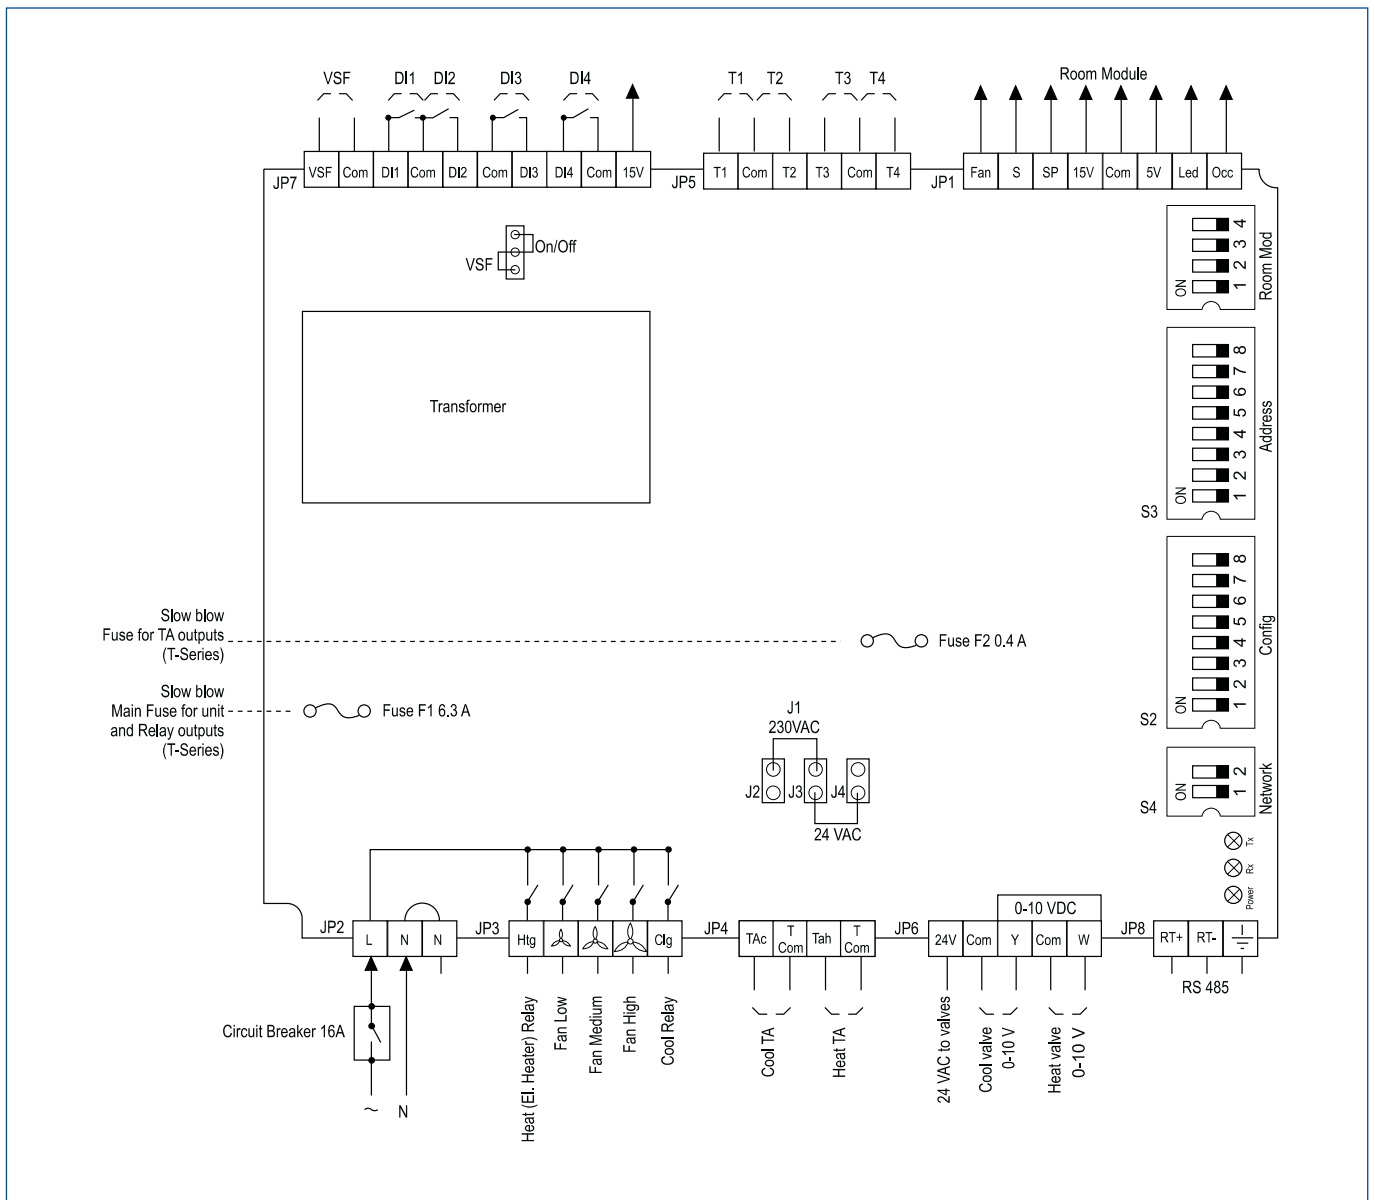 VSF DI1 DI2 DI3 DI4 T1 T2 T3 T4 Room Module
JP7 VSF Com DI1 Com DI2 Com DI3 DI4 Com 15V JP5 T1 Com T2 T3 Com T4 JP1 Fan S SP 15V Com 5V Led Occ
On/Off
VSF
ON 1 2 3 4
Room Mod
Transformer
ON 1 2 3 4 5 6 7 8
Address
S3
ON 1 2 3 4 5 6 7 8
Config
S2
Slow blow
Fuse for TA outputs
(T-Series)
Fuse F2 0.4 A
Slow blow
Main Fuse for unit
and Relay outputs
(T-Series)
Fuse F1 6.3 A
J1
230VAC
J2 J3 J4
24 VAC
ON 1 2
Network
S4
Tx
Rx
Power
0-10 VDC
JP2 L N N JP3 Htg Clg JP4 TAc T Com Tah T Com JP6 24V Com Y Com W JP8 RT+ RT-
RS 485
Circuit Breaker 16A
~ N
Heat (El. Heater) Relay
Fan Low
Fan Medium
Fan High
Cool Relay
Cool TA
Heat TA
24 VAC to valves
Cool valve
0-10 V
Heat valve
0-10 V